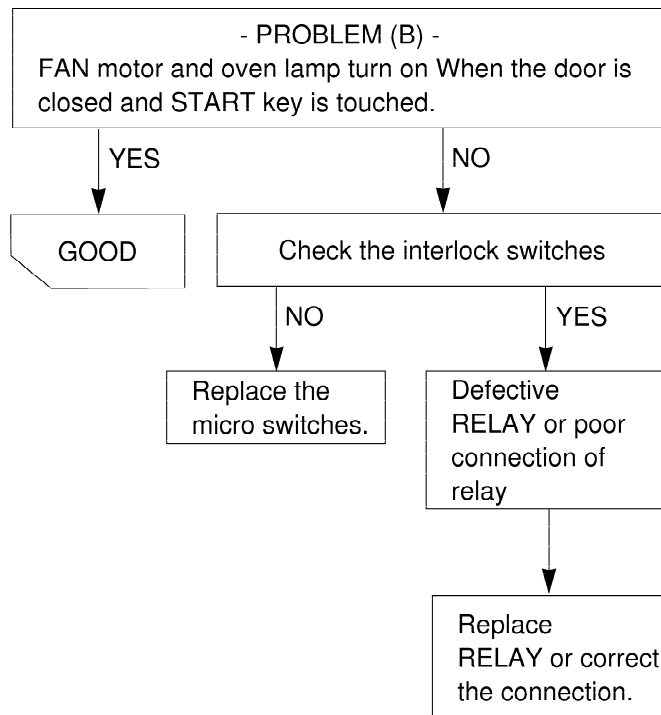 - PROBLEM (B) -
FAN motor and oven lamp turn on When the door is
closed and START key is touched.
YES
NO
GOOD
Check the interlock switches
NO
YES
Replace the
micro switches.
Defective
RELAY or poor
connection of
relay
Replace
RELAY or correct
the connection.